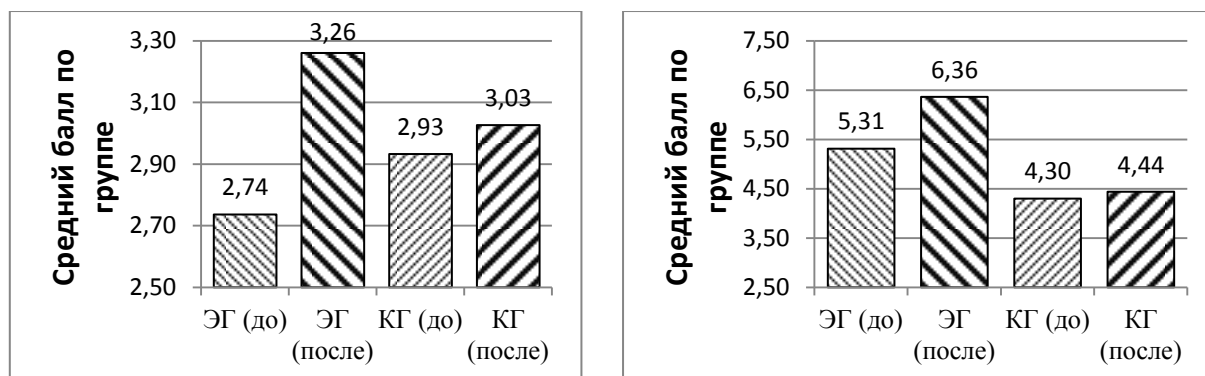 Средний балл по
группе
3,30
3,10
2,90
2,70
2,50
2,74
3,26
2,93
3,03
ЭГ (до)
ЭГ
(после)
КГ (до)
КГ
(после)
Средний балл по
группе
7,50
6,50
5,50
4,50
3,50
2,50
5,31
6,36
4,30
4,44
ЭГ (до)
ЭГ
(после)
КГ (до)
КГ
(после)